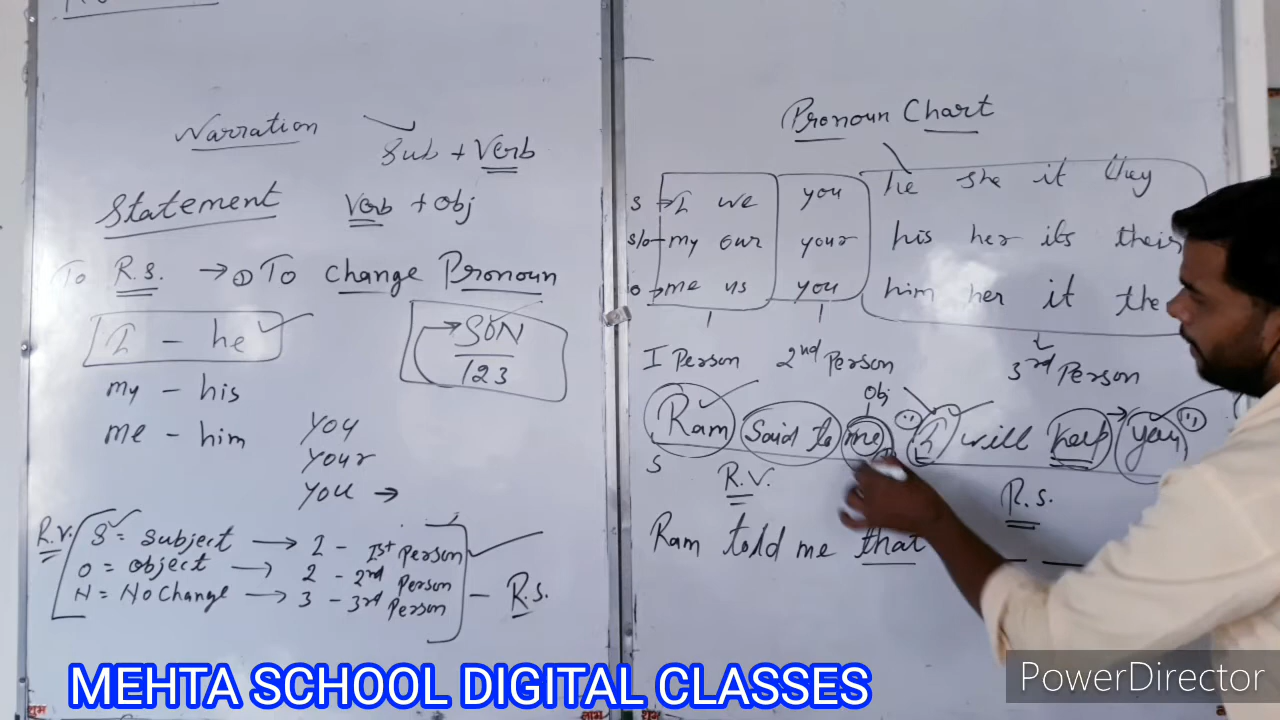 Narration
Sub + Verb
Statement
Verb + obj
To R.S. → ① To Change Pronoun
I - he
SON
123
my - his
me - him
you
your
you →
R.V.
S = Subject → 1 - Ist person
O = object → 2 - 2nd Person
N = No Change → 3 - 3rd Person
- R.S.
Pronoun Chart
S → I we you he she it they
s/o - my our your his her its their
o → me us you him her it the
I Person 2nd Person 3rd Person
obj
Ram Said to me I will help you
S
R.V.
R.S.
Ram told me that
MEHTA SCHOOL DIGITAL CLASSES
PowerDirector